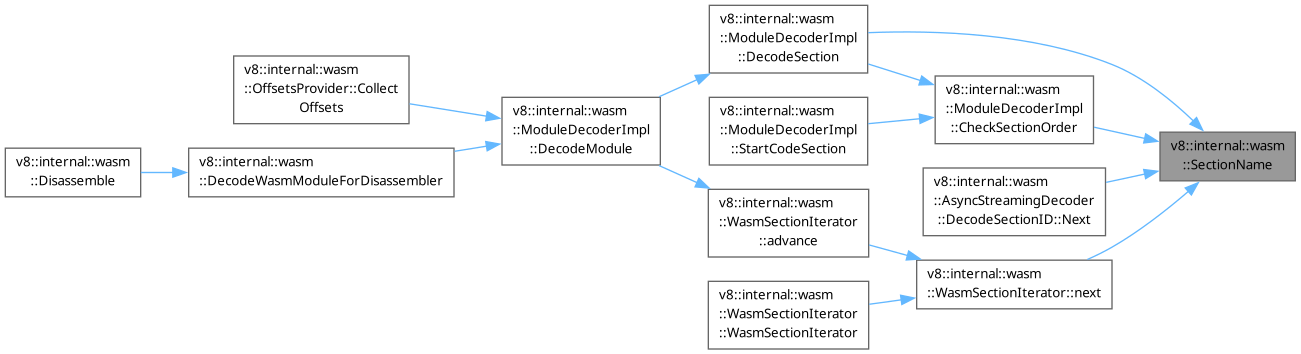 v8::internal::wasm
::Disassemble
v8::internal::wasm
::OffsetsProvider::Collect
Offsets
v8::internal::wasm
::DecodeWasmModuleForDisassembler
v8::internal::wasm
::ModuleDecoderImpl
::DecodeModule
v8::internal::wasm
::ModuleDecoderImpl
::DecodeSection
v8::internal::wasm
::ModuleDecoderImpl
::StartCodeSection
v8::internal::wasm
::WasmSectionIterator
::advance
v8::internal::wasm
::WasmSectionIterator
::WasmSectionIterator
v8::internal::wasm
::ModuleDecoderImpl
::CheckSectionOrder
v8::internal::wasm
::AsyncStreamingDecoder
::DecodeSectionID::Next
v8::internal::wasm
::WasmSectionIterator::next
v8::internal::wasm
::SectionName